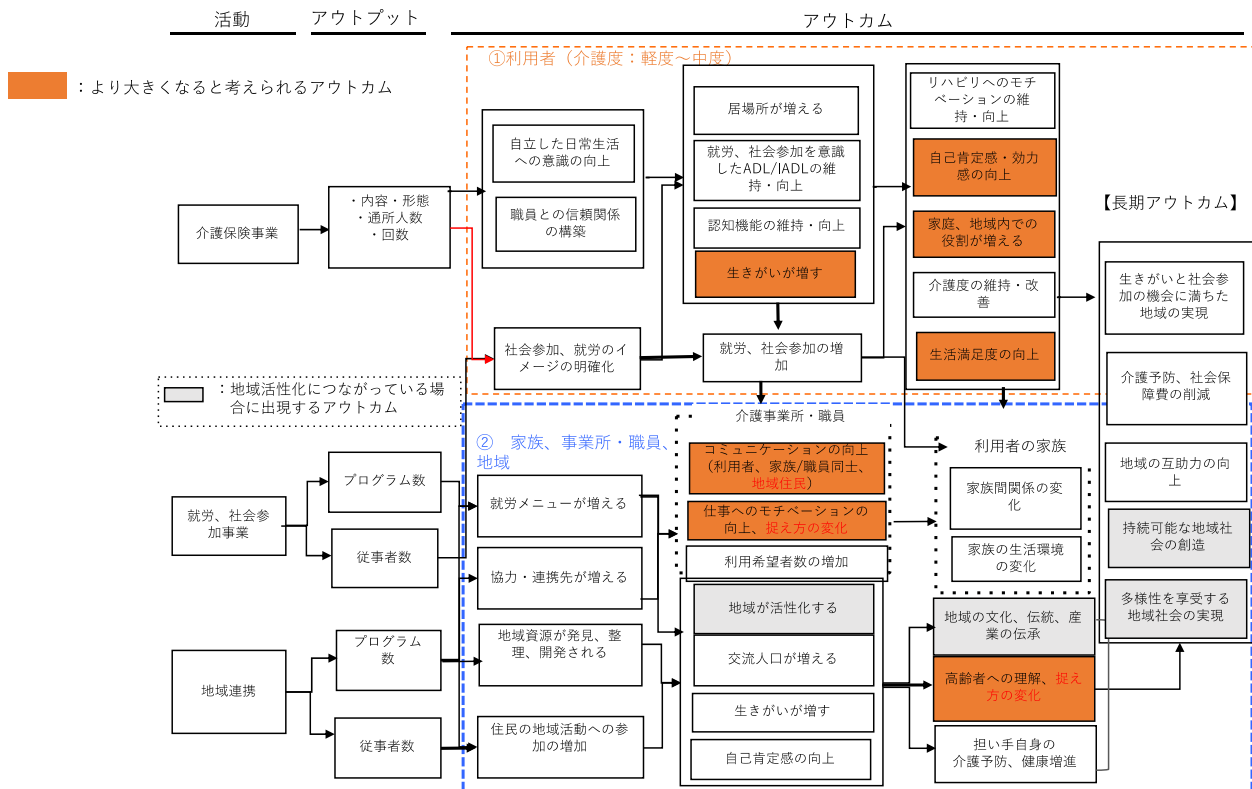 活動
アウトプット
アウトカム
：より大きくなると考えられるアウトカム
①利用者（介護度：軽度～中度）
介護保険事業
・内容・形態
・通所人数
・回数
自立した日常生活
への意識の向上
職員との信頼関係
の構築
社会参加、就労のイ
メージの明確化
居場所が増える
就労、社会参加を意識
したADL/IADLの維
持・向上
認知機能の維持・向上
生きがいが増す
就労、社会参加の増
加
リハビリへのモチ
ベーションの維
持・向上
自己肯定感・効力
感の向上
家庭、地域内での
役割が増える
介護度の維持・改
善
生活満足度の向上
【長期アウトカム】
生きがいと社会参
加の機会に満ちた
地域の実現
介護予防、社会保
障費の削減
地域の互助力の向
上
持続可能な地域社
会の創造
多様性を享受する
地域社会の実現
：地域活性化につながっている場
合に出現するアウトカム
②　家族、事業所・職員、
地域
就労、社会参
加事業
プログラム数
従事者数
地域連携
プログラム
数
従事者数
就労メニューが増える
協力・連携先が増える
地域資源が発見、整
理、開発される
住民の地域活動への参
加の増加
介護事業所・職員
コミュニケーションの向上
（利用者、家族/職員同士、
地域住民）
仕事へのモチベーションの
向上、捉え方の変化
利用希望者数の増加
地域が活性化する
交流人口が増える
生きがいが増す
自己肯定感の向上
利用者の家族
家族間関係の変
化
家族の生活環境
の変化
地域の文化、伝統、産
業の伝承
高齢者への理解、捉え
方の変化
担い手自身の
介護予防、健康増進